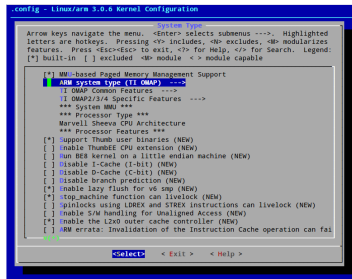 .config - Linux/arm 3.0.6 Kernel Configuration
System Type
Arrow keys navigate the menu. <Enter> selects submenus --->. Highlighted
letters are hotkeys. Pressing <Y> includes, <N> excludes, <M> modularizes
features. Press <Esc><Esc> to exit, <?> for Help, </> for Search. Legend:
[*] built-in [ ] excluded <M> module < > module capable
[*] MMU-based Paged Memory Management Support
ARM system type (TI OMAP) --->
TI OMAP Common Features --->
TI OMAP2/3/4 Specific Features --->
*** System MMU ***
*** Processor Type ***
Marvell Sheeva CPU Architecture
*** Processor Features ***
[*] Support Thumb user binaries (NEW)
[ ] Enable ThumbEE CPU extension (NEW)
[ ] Run BE8 kernel on a little endian machine (NEW)
[ ] Disable I-Cache (I-bit) (NEW)
[ ] Disable D-Cache (C-bit) (NEW)
[ ] Disable branch prediction (NEW)
[*] Enable lazy flush for v6 smp (NEW)
[*] stop_machine function can livelock (NEW)
[ ] Spinlocks using LDREX and STREX instructions can livelock (NEW)
[ ] Enable S/W handling for Unaligned Access (NEW)
[*] Enable the L2x0 outer cache controller (NEW)
[ ] ARM errata: Invalidation of the Instruction Cache operation can fai
<Select> < Exit > < Help >